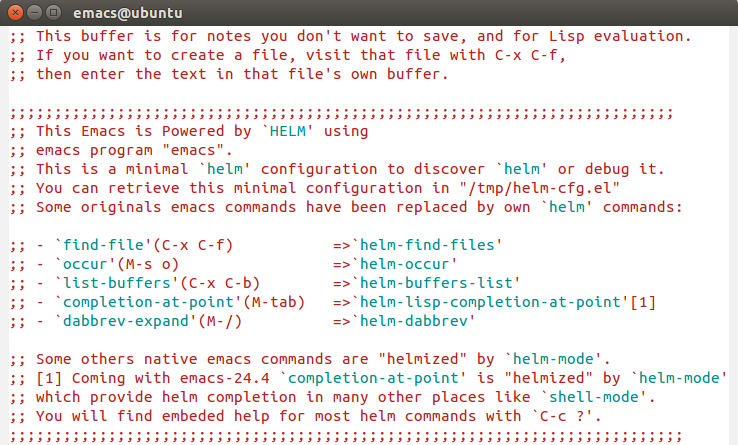 emacs@ubuntu
;; This buffer is for notes you don't want to save, and for Lisp evaluation.
;; If you want to create a file, visit that file with C-x C-f,
;; then enter the text in that file's own buffer.
;;;;;;;;;;;;;;;;;;;;;;;;;;;;;;;;;;;;;;;;;;;;;;;;;;;;;;;;;;;;;;;;;;;;;;;;;;
;; This Emacs is Powered by `HELM' using
;; emacs program "emacs".
;; This is a minimal `helm' configuration to discover `helm' or debug it.
;; You can retrieve this minimal configuration in "/tmp/helm-cfg.el"
;; Some originals emacs commands have been replaced by own `helm' commands:
;; - `find-file'(C-x C-f)           =>`helm-find-files'
;; - `occur'(M-s o)                 =>`helm-occur'
;; - `list-buffers'(C-x C-b)        =>`helm-buffers-list'
;; - `completion-at-point'(M-tab)   =>`helm-lisp-completion-at-point'[1]
;; - `dabbrev-expand'(M-/)          =>`helm-dabbrev'
;; Some others native emacs commands are "helmized" by `helm-mode'.
;; [1] Coming with emacs-24.4 `completion-at-point' is "helmized" by `helm-mode'
;; which provide helm completion in many other places like `shell-mode'.
;; You will find embeded help for most helm commands with `C-c ?'.
;;;;;;;;;;;;;;;;;;;;;;;;;;;;;;;;;;;;;;;;;;;;;;;;;;;;;;;;;;;;;;;;;;;;;;;;;;;